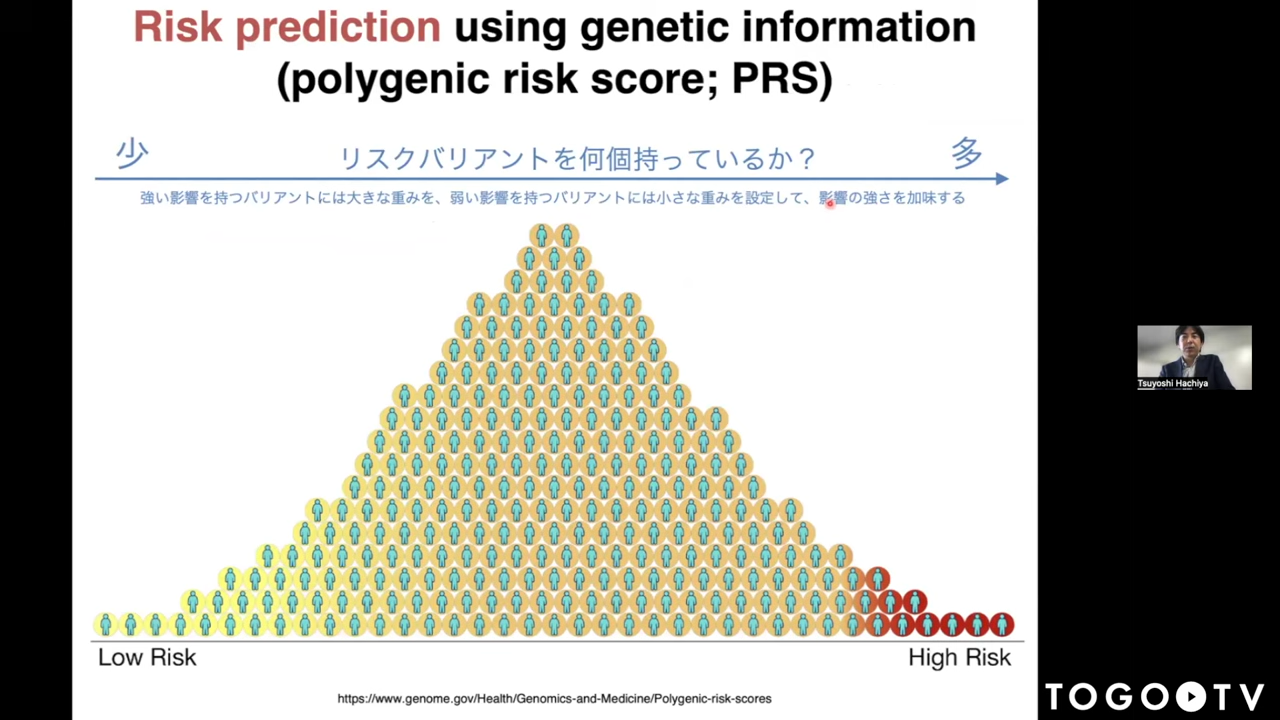 Risk prediction using genetic information
(polygenic risk score; PRS)
少
リスクバリアントを何個持っているか？
多
強い影響を持つバリアントには大きな重みを、弱い影響を持つバリアントには小さな重みを設定して、影響の強さを加味する
Low Risk
High Risk
https://www.genome.gov/Health/Genomics-and-Medicine/Polygenic-risk-scores
Tsuyoshi Hachiya
TOGO TV